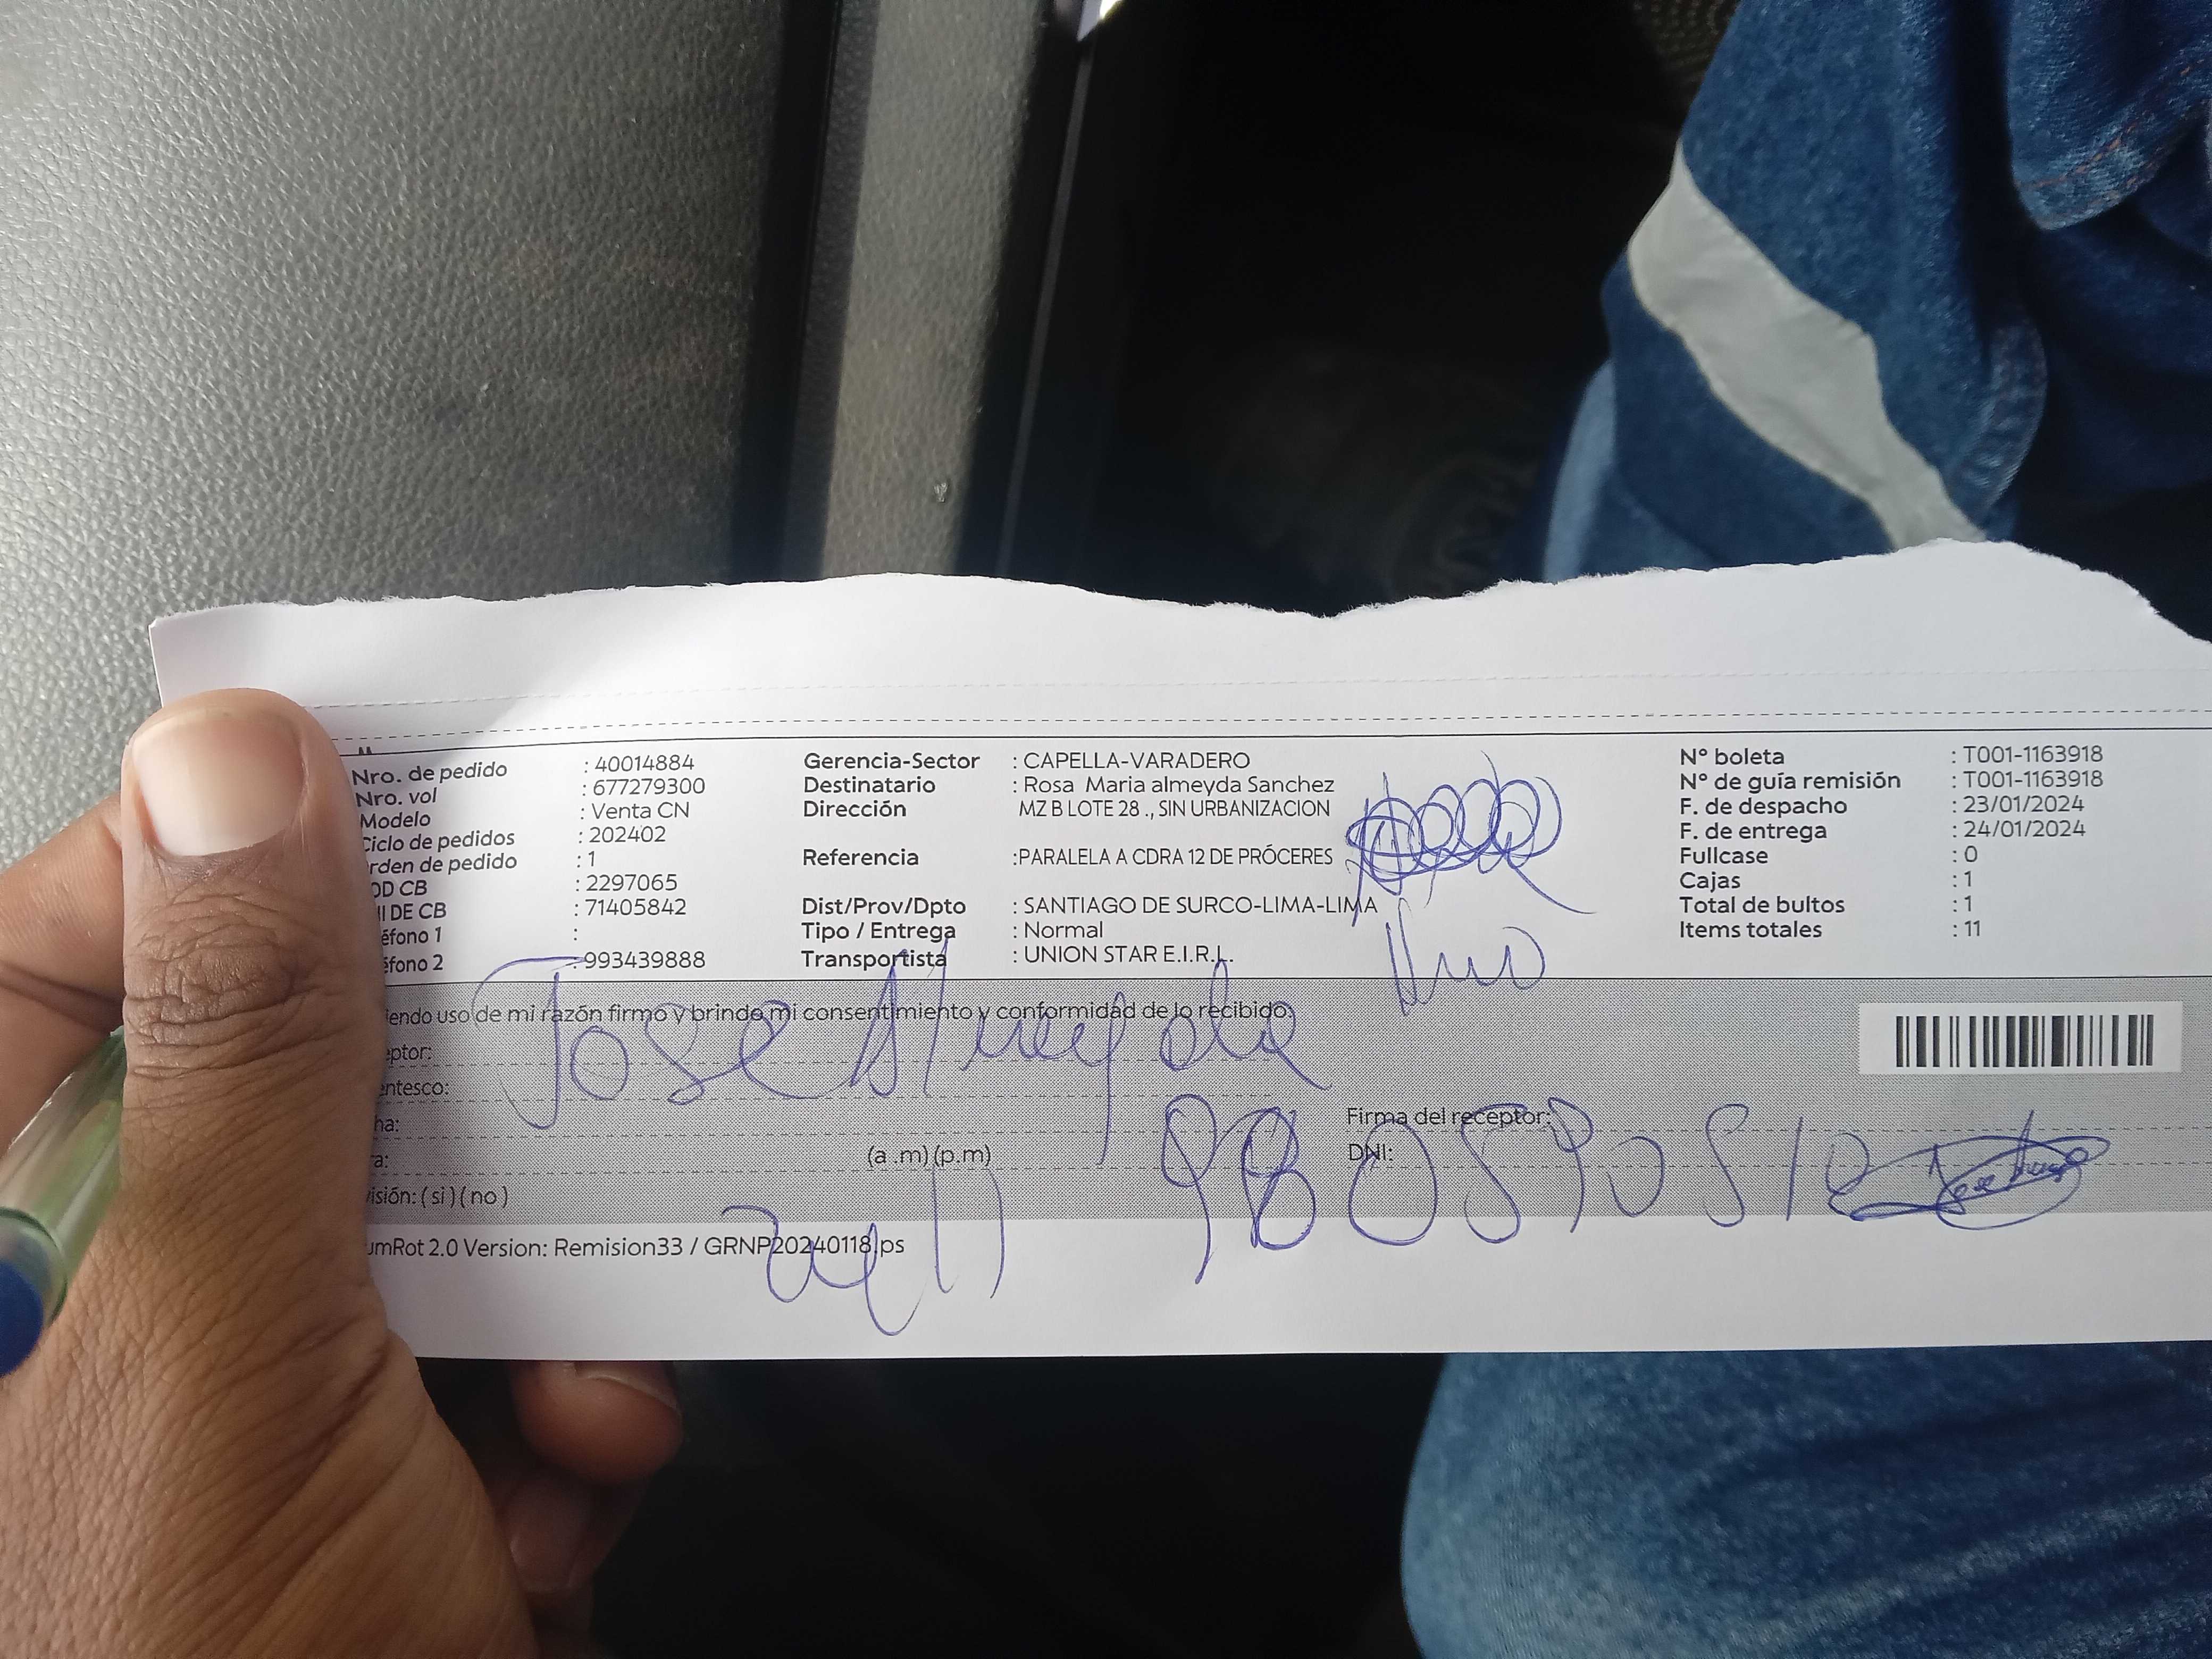 Nro. de pedido : 40014884
Nro. vol : 677279300
Modelo : Venta CN
Ciclo de pedidos : 202402
rden de pedido : 1
OD CB : 2297065
NI DE CB : 71405842
éfono 1 :
éfono 2 : 993439888
Gerencia-Sector : CAPELLA-VARADERO
Destinatario : Rosa Maria almeyda Sanchez
Dirección MZ B LOTE 28 ., SIN URBANIZACION
Referencia :PARALELA A CDRA 12 DE PRÓCERES
Dist/Prov/Dpto : SANTIAGO DE SURCO-LIMA-LIMA
Tipo / Entrega : Normal
Transportista : UNION STAR E.I.R.L.
N° boleta : T001-1163918
N° de guía remisión : T001-1163918
F. de despacho : 23/01/2024
F. de entrega : 24/01/2024
Fullcase : 0
Cajas : 1
Total de bultos : 1
Items totales : 11
iendo uso de mi razón firmo y brindo mi consentimiento y conformidad de lo recibido:
eptor: Jose Almeyda
entesco:
ha:
a: (a .m) (p.m)
visión: ( si ) ( no )
Firma del receptor:
DNI:
umRot 2.0 Version: Remision33 / GRNP20240118.ps